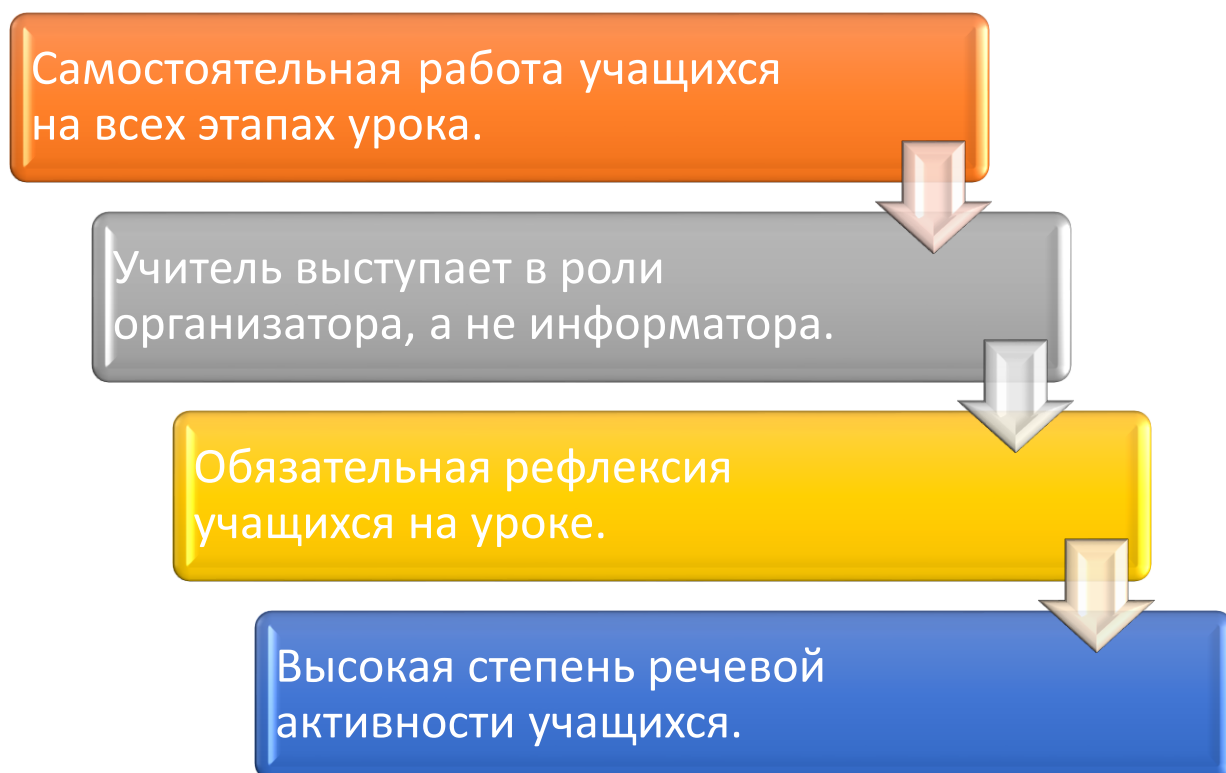 Самостоятельная работа учащихся
на всех этапах урока.
Учитель выступает в роли
организатора, а не информатора.
Обязательная рефлексия
учащихся на уроке.
Высокая степень речевой
активности учащихся.